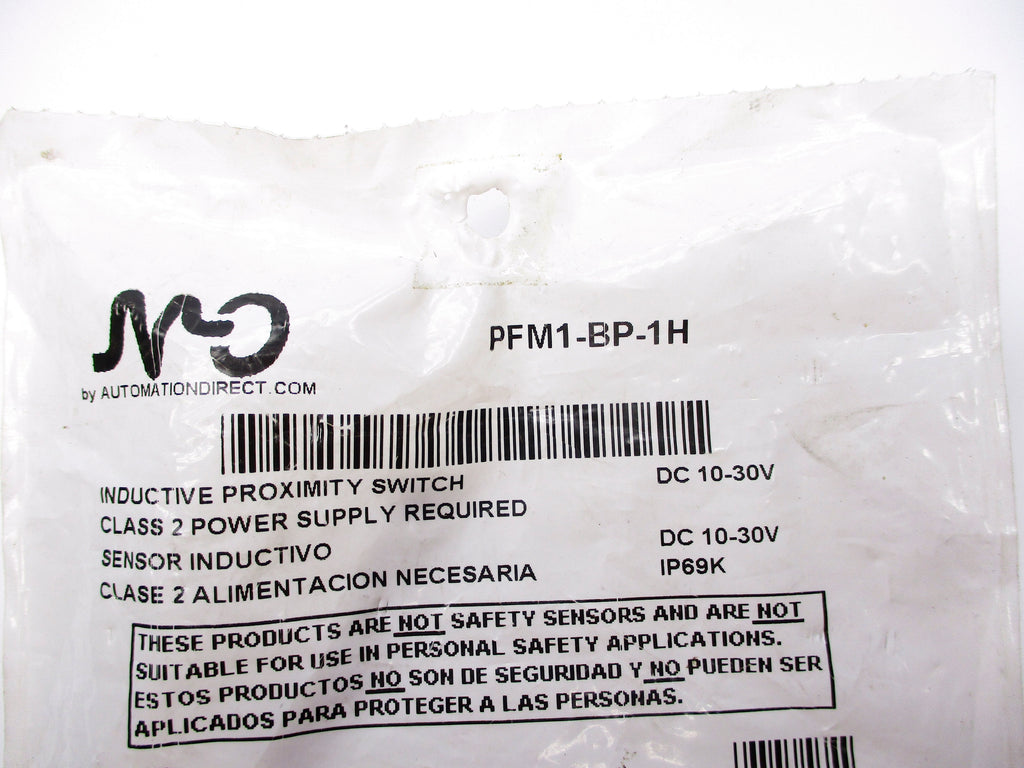 PFM1-BP-1H
by AUTOMATIONDIRECT.COM
INDUCTIVE PROXIMITY SWITCH DC 10-30V
CLASS 2 POWER SUPPLY REQUIRED
SENSOR INDUCTIVO DC 10-30V
CLASE 2 ALIMENTACION NECESARIA IP69K
THESE PRODUCTS ARE NOT SAFETY SENSORS AND ARE NOT
SUITABLE FOR USE IN PERSONAL SAFETY APPLICATIONS.
ESTOS PRODUCTOS NO SON DE SEGURIDAD Y NO PUEDEN SER
APLICADOS PARA PROTEGER A LAS PERSONAS.